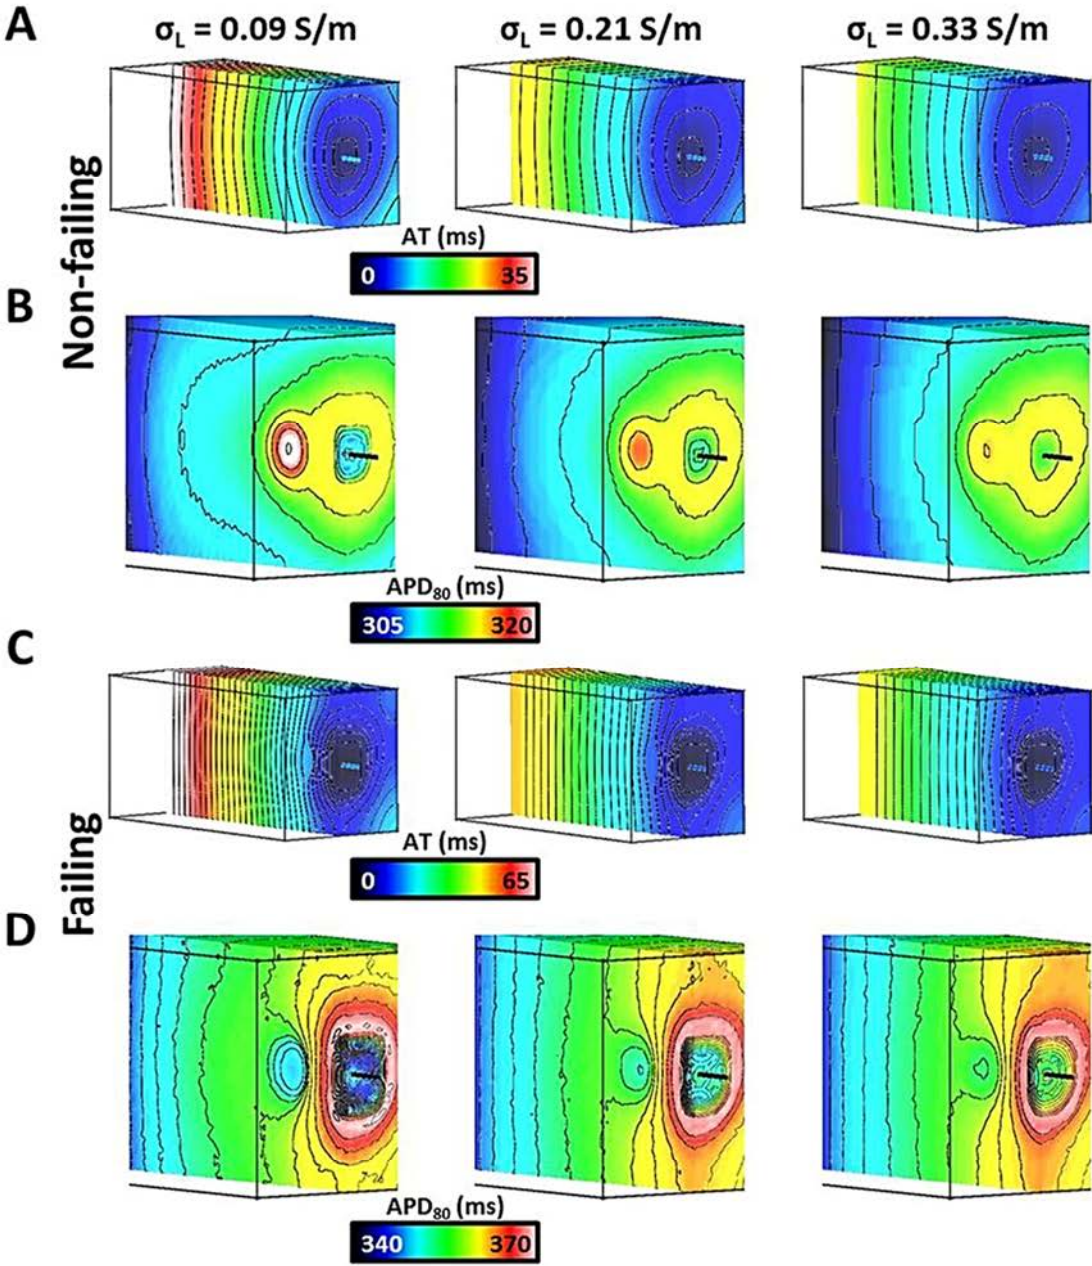 A
σL = 0.09 S/m
σL = 0.21 S/m
σL = 0.33 S/m
Non-failing
AT (ms)
0
35
B
APD80 (ms)
305
320
C
Failing
AT (ms)
0
65
D
APD80 (ms)
340
370